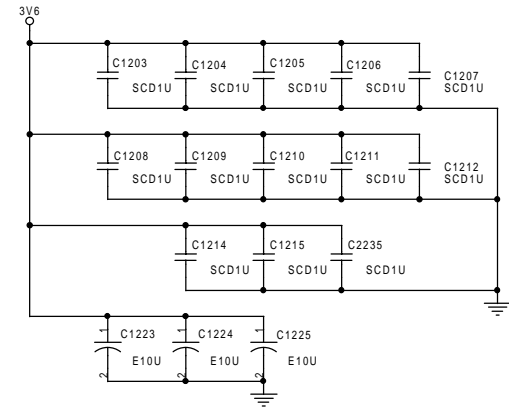 3V6
C1203 C1204 C1205 C1206 C1207
SCD1U SCD1U SCD1U SCD1U SCD1U
C1208 C1209 C1210 C1211 C1212
SCD1U SCD1U SCD1U SCD1U SCD1U
C1214 C1215 C2235
SCD1U SCD1U SCD1U
1 C1223 1 C1224 1 C1225
E10U E10U E10U
2 2 2